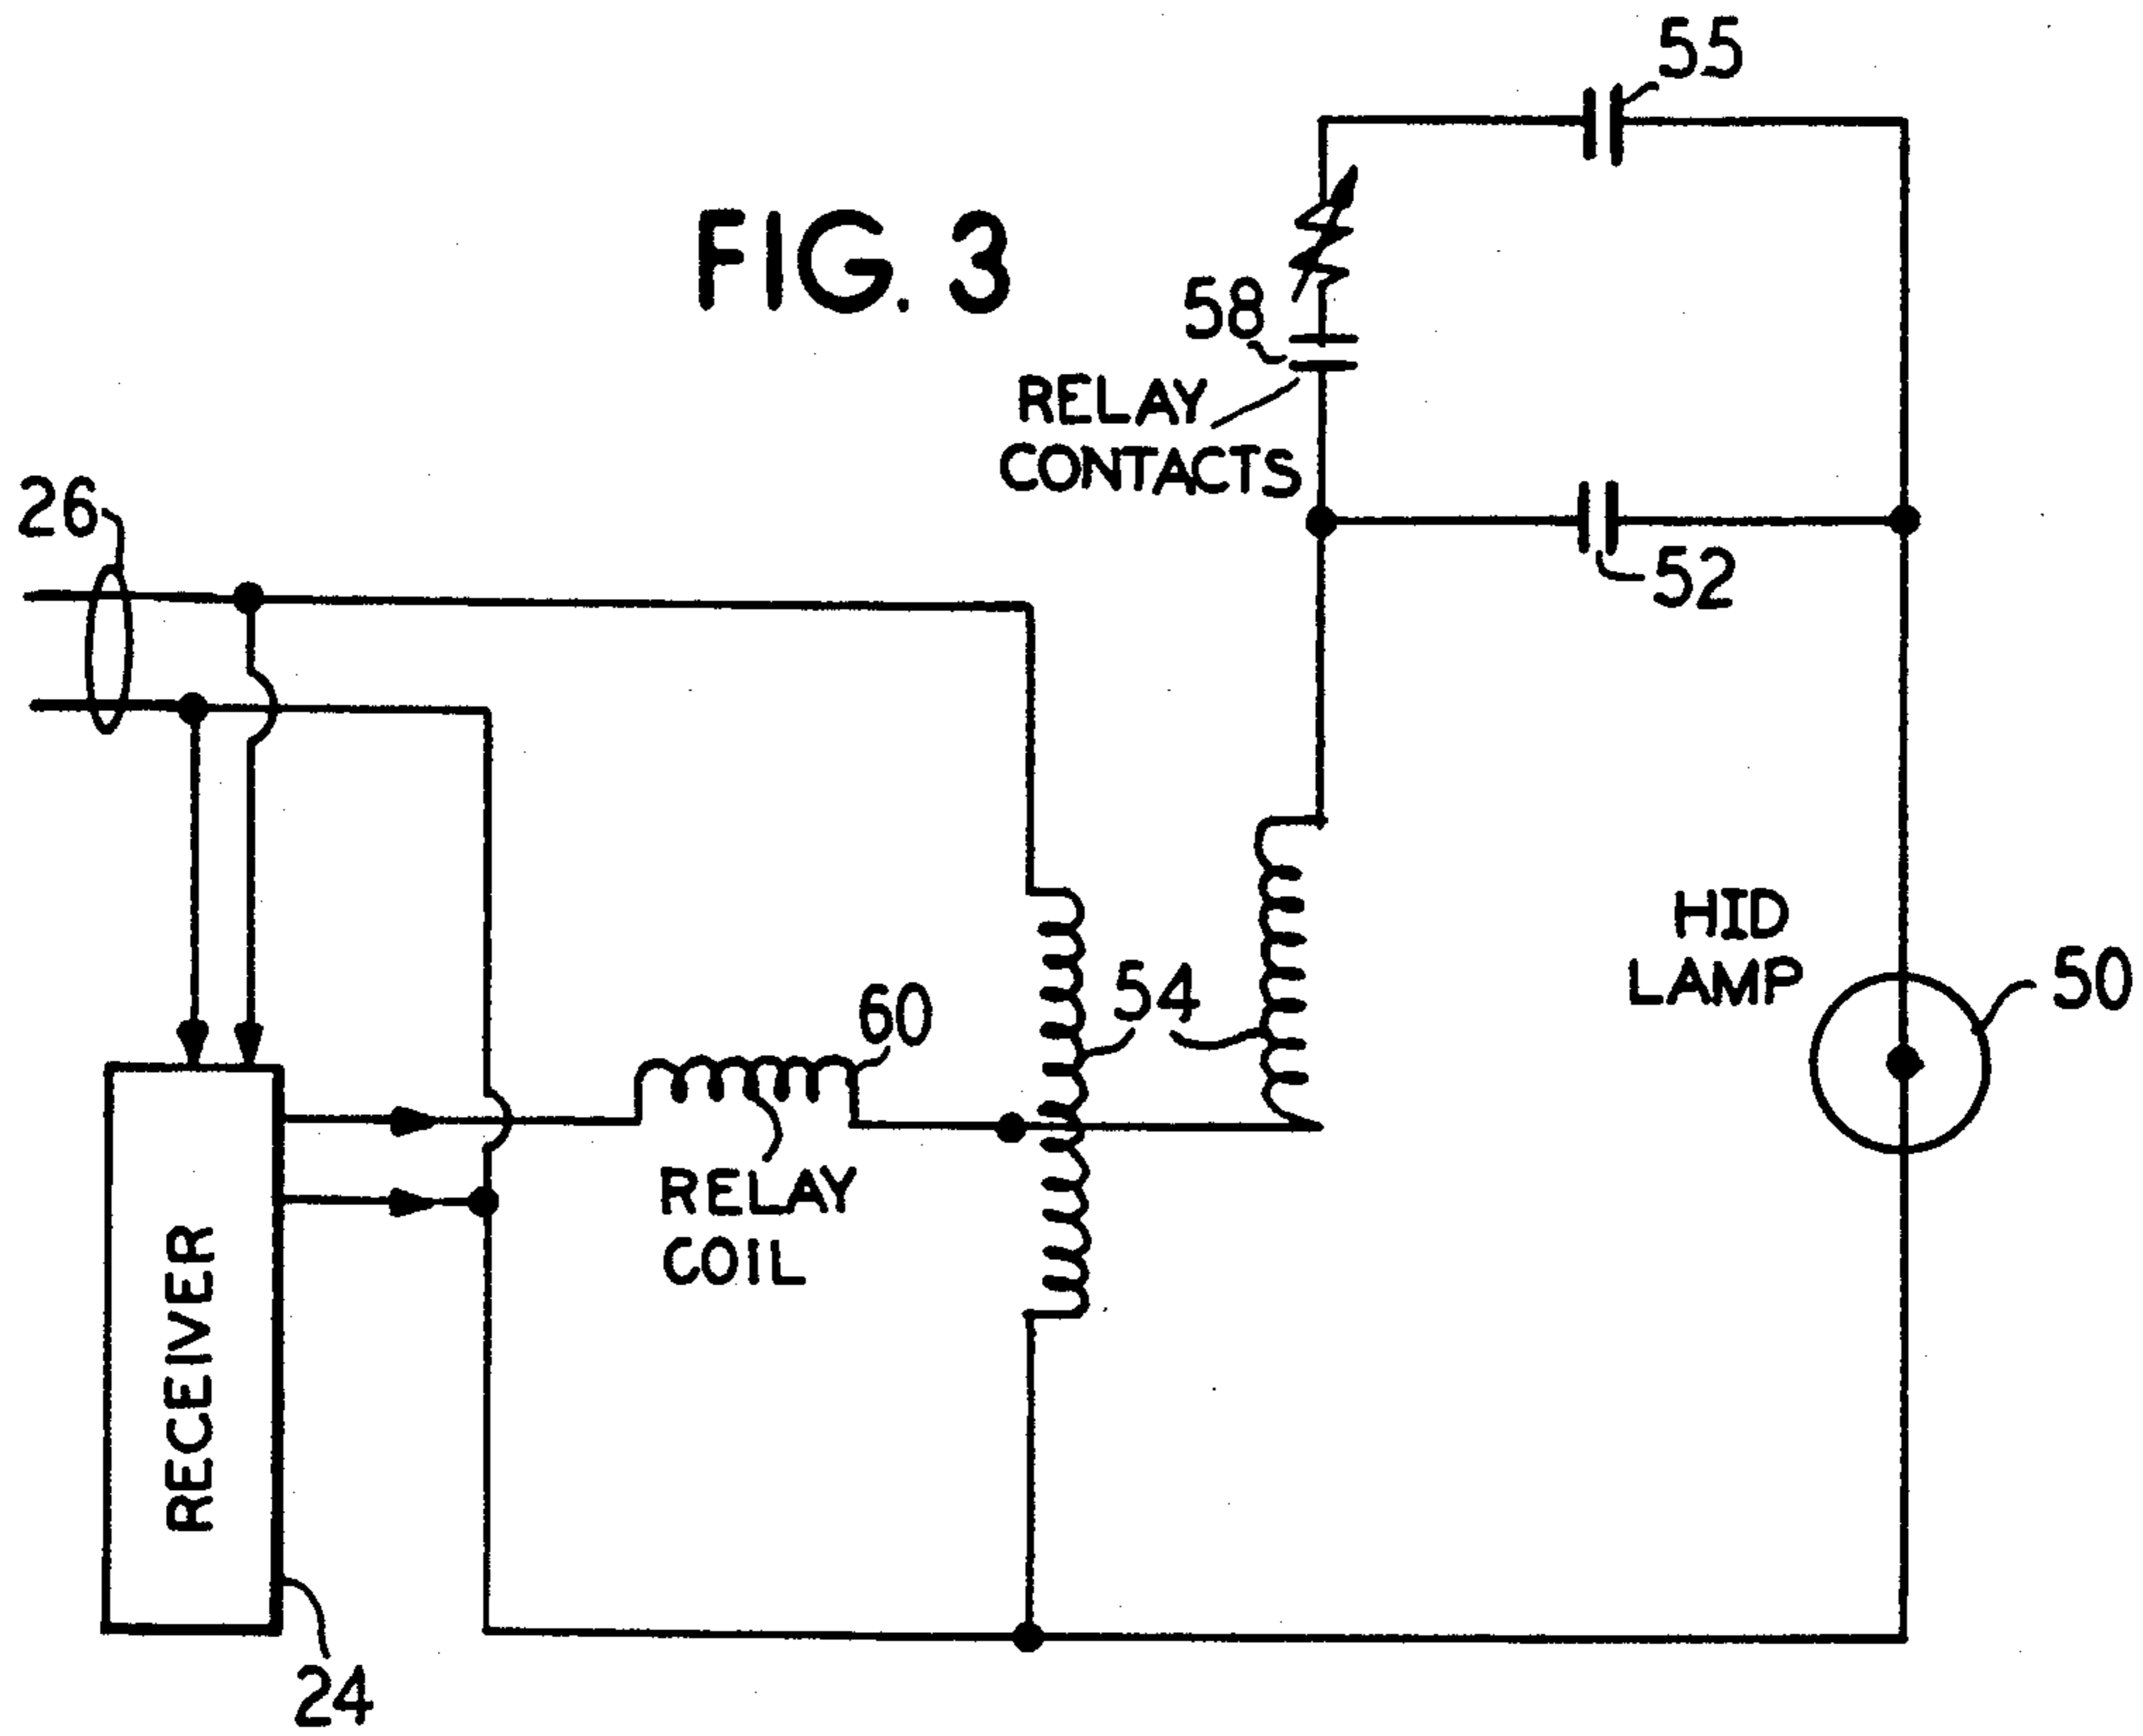 55
FIG. 3
58
RELAY
CONTACTS
26
52
HID
LAMP
50
54
60
RELAY
COIL
RECEIVER
24